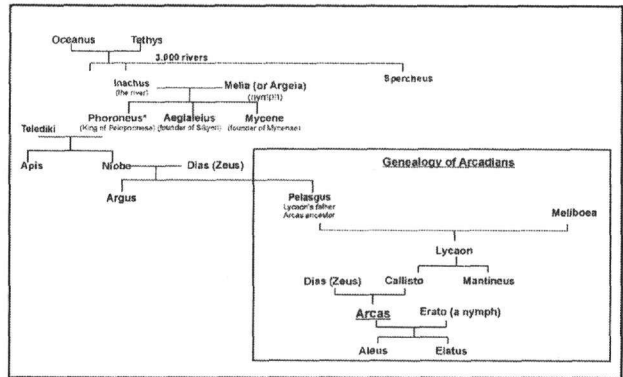 Oceanus Tethys
3.000 rivers
Spercheus
Inachus Melia (or Argeia)
(the river) (nymph)
Phoroneus* Aeglaleius Mycene
(King of Peloponnese) (founder of Sikyon) (founder of Mycenae)
Telediki
Apis Niobe Dias (Zeus)
Argus
Genealogy of Arcadians
Pelasgus
Lycaon's father
Arcas ancestor
Meliboea
Lycaon
Dias (Zeus) Callisto Mantineus
Arcas Erato (a nymph)
Aleus Elatus